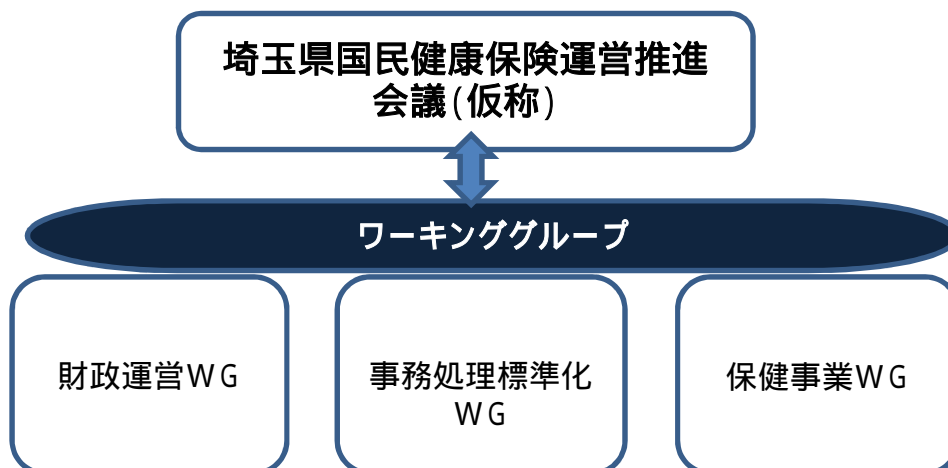 埼玉県国民健康保険運営推進
会議(仮称)
ワーキンググループ
財政運営WG
事務処理標準化
WG
保健事業WG